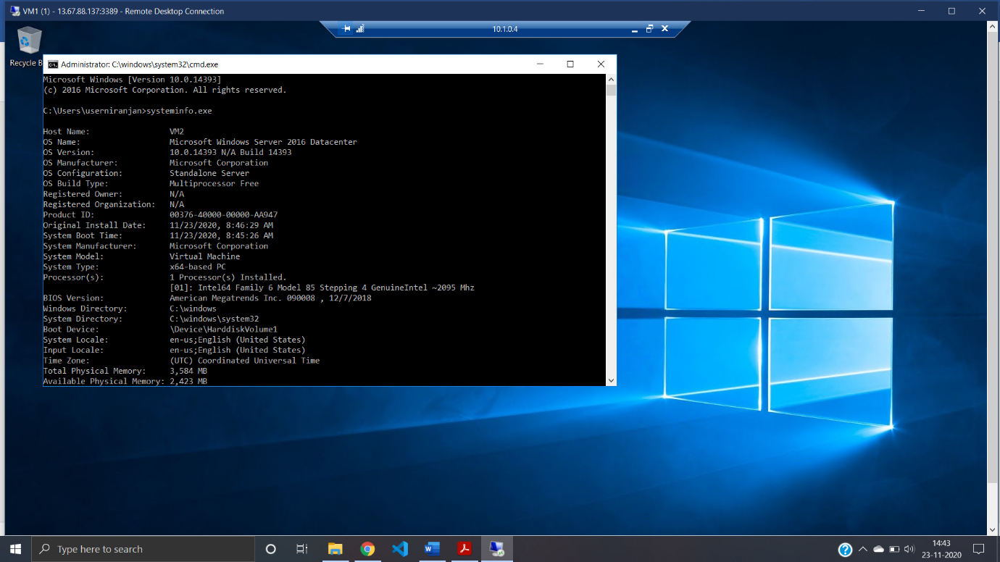 VM1 (1) - 13.67.88.137:3389 - Remote Desktop Connection
10.1.0.4
Recycle B
Administrator: C:\windows\system32\cmd.exe
Microsoft Windows [Version 10.0.14393]
(c) 2016 Microsoft Corporation. All rights reserved.
C:\Users\userniranjan>systeminfo.exe
Host Name: VM2
OS Name: Microsoft Windows Server 2016 Datacenter
OS Version: 10.0.14393 N/A Build 14393
OS Manufacturer: Microsoft Corporation
OS Configuration: Standalone Server
OS Build Type: Multiprocessor Free
Registered Owner: N/A
Registered Organization: N/A
Product ID: 00376-40000-00000-AA947
Original Install Date: 11/23/2020, 8:46:29 AM
System Boot Time: 11/23/2020, 8:45:26 AM
System Manufacturer: Microsoft Corporation
System Model: Virtual Machine
System Type: x64-based PC
Processor(s): 1 Processor(s) Installed.
[01]: Intel64 Family 6 Model 85 Stepping 4 GenuineIntel ~2095 Mhz
BIOS Version: American Megatrends Inc. 090008 , 12/7/2018
Windows Directory: C:\windows
System Directory: C:\windows\system32
Boot Device: \Device\HarddiskVolume1
System Locale: en-us;English (United States)
Input Locale: en-us;English (United States)
Time Zone: (UTC) Coordinated Universal Time
Total Physical Memory: 3,584 MB
Available Physical Memory: 2,423 MB
Type here to search
14:43
23-11-2020